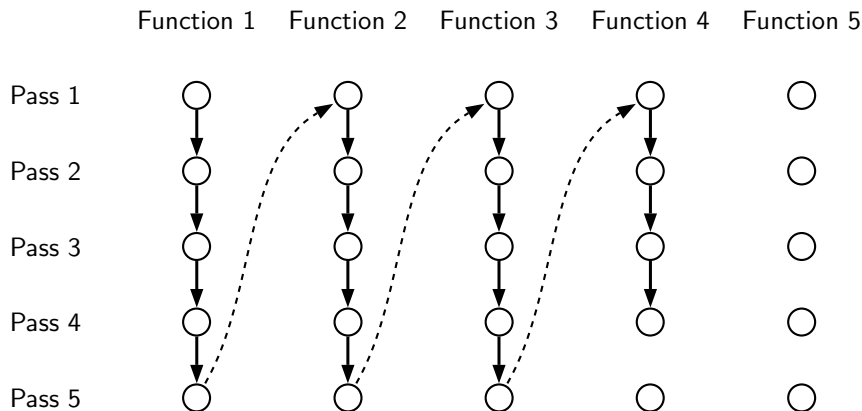 Function 1 Function 2 Function 3 Function 4 Function 5
Pass 1
Pass 2
Pass 3
Pass 4
Pass 5